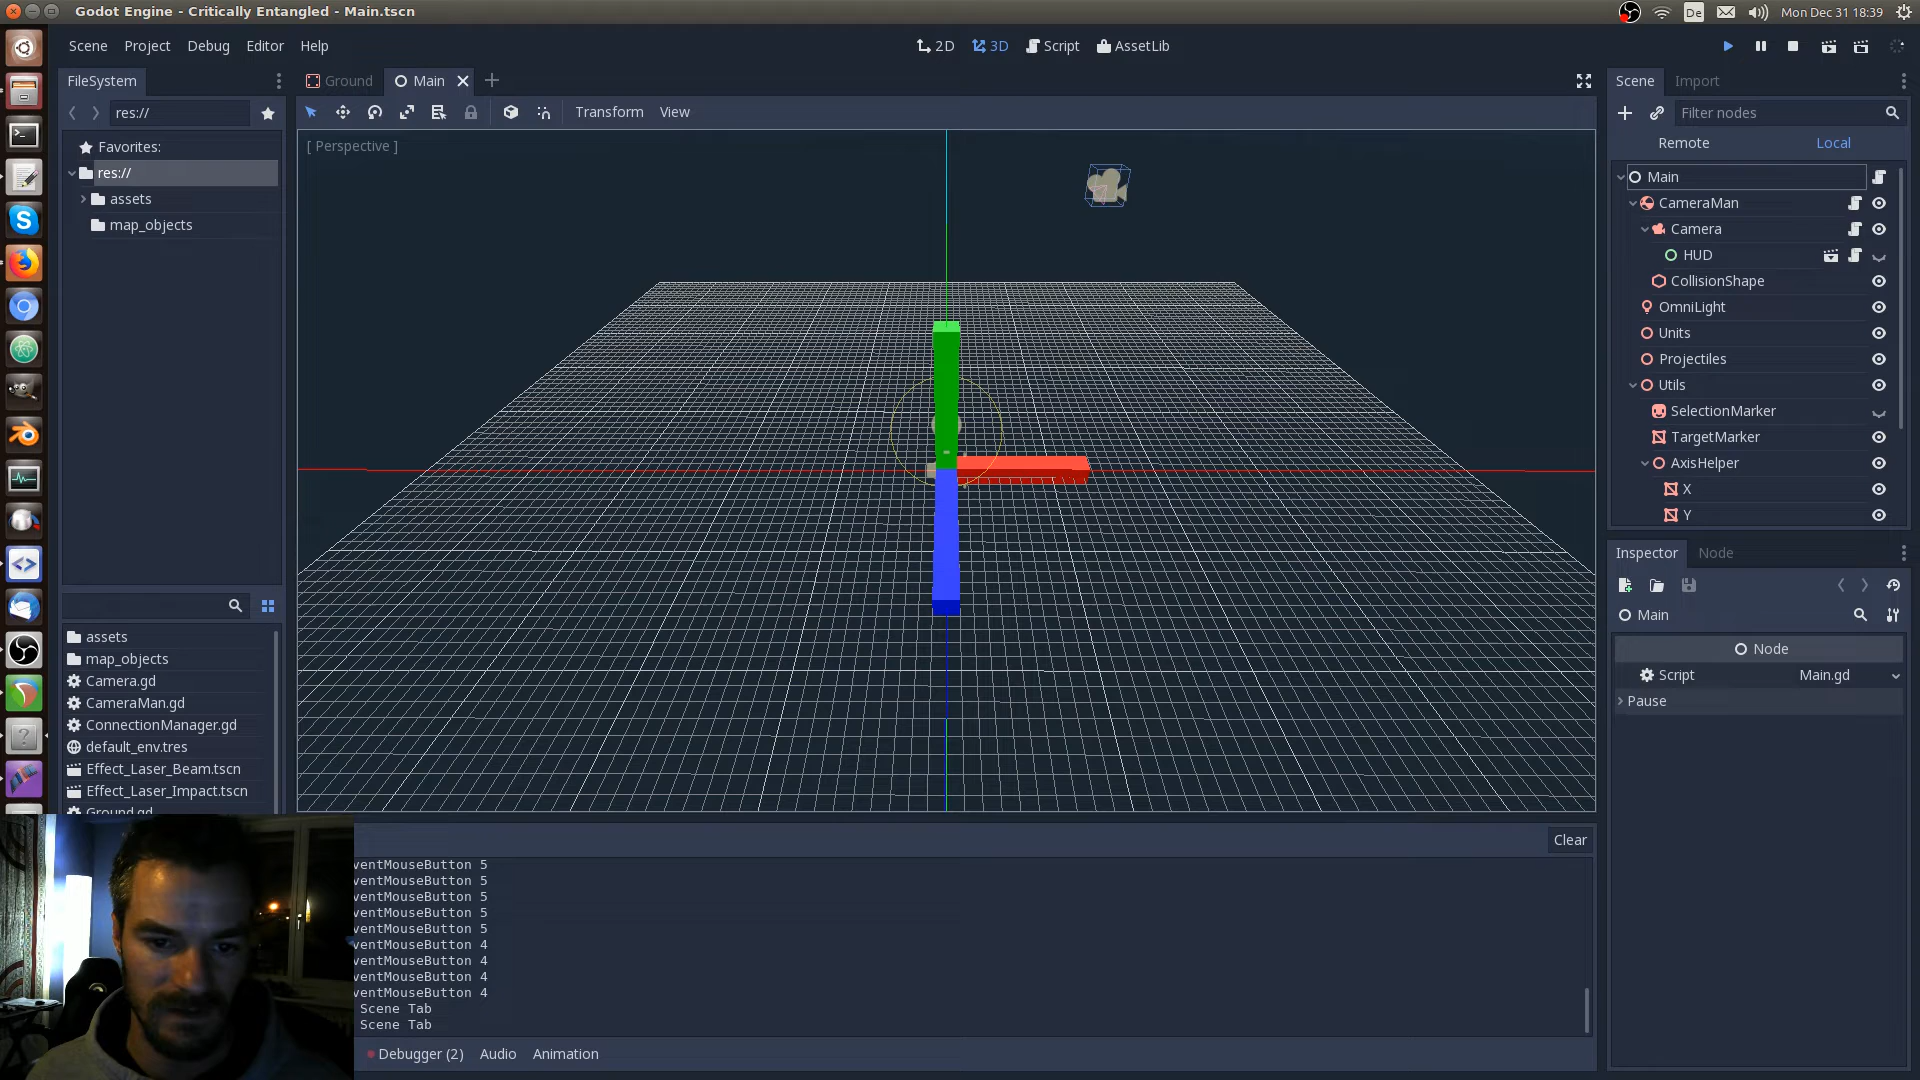 Godot Engine - Critically Entangled - Main.tscn
De
Mon Dec 31 18:39
Scene Project Debug Editor Help
2D 3D Script AssetLib
FileSystem
Ground Main
Scene Import
res://
Transform View
Filter nodes
Favorites:
res://
assets
map_objects
[ Perspective ]
Remote Local
Main
CameraMan
Camera
HUD
CollisionShape
OmniLight
Units
Projectiles
Utils
SelectionMarker
TargetMarker
AxisHelper
X
Y
Inspector Node
Main
Node
Script Main.gd
Pause
assets
map_objects
Camera.gd
CameraMan.gd
ConnectionManager.gd
default_env.tres
Effect_Laser_Beam.tscn
Effect_Laser_Impact.tscn
Ground.gd
Clear
ventMouseButton 5
ventMouseButton 5
ventMouseButton 5
ventMouseButton 5
ventMouseButton 5
ventMouseButton 4
ventMouseButton 4
ventMouseButton 4
ventMouseButton 4
Scene Tab
Scene Tab
Debugger (2) Audio Animation